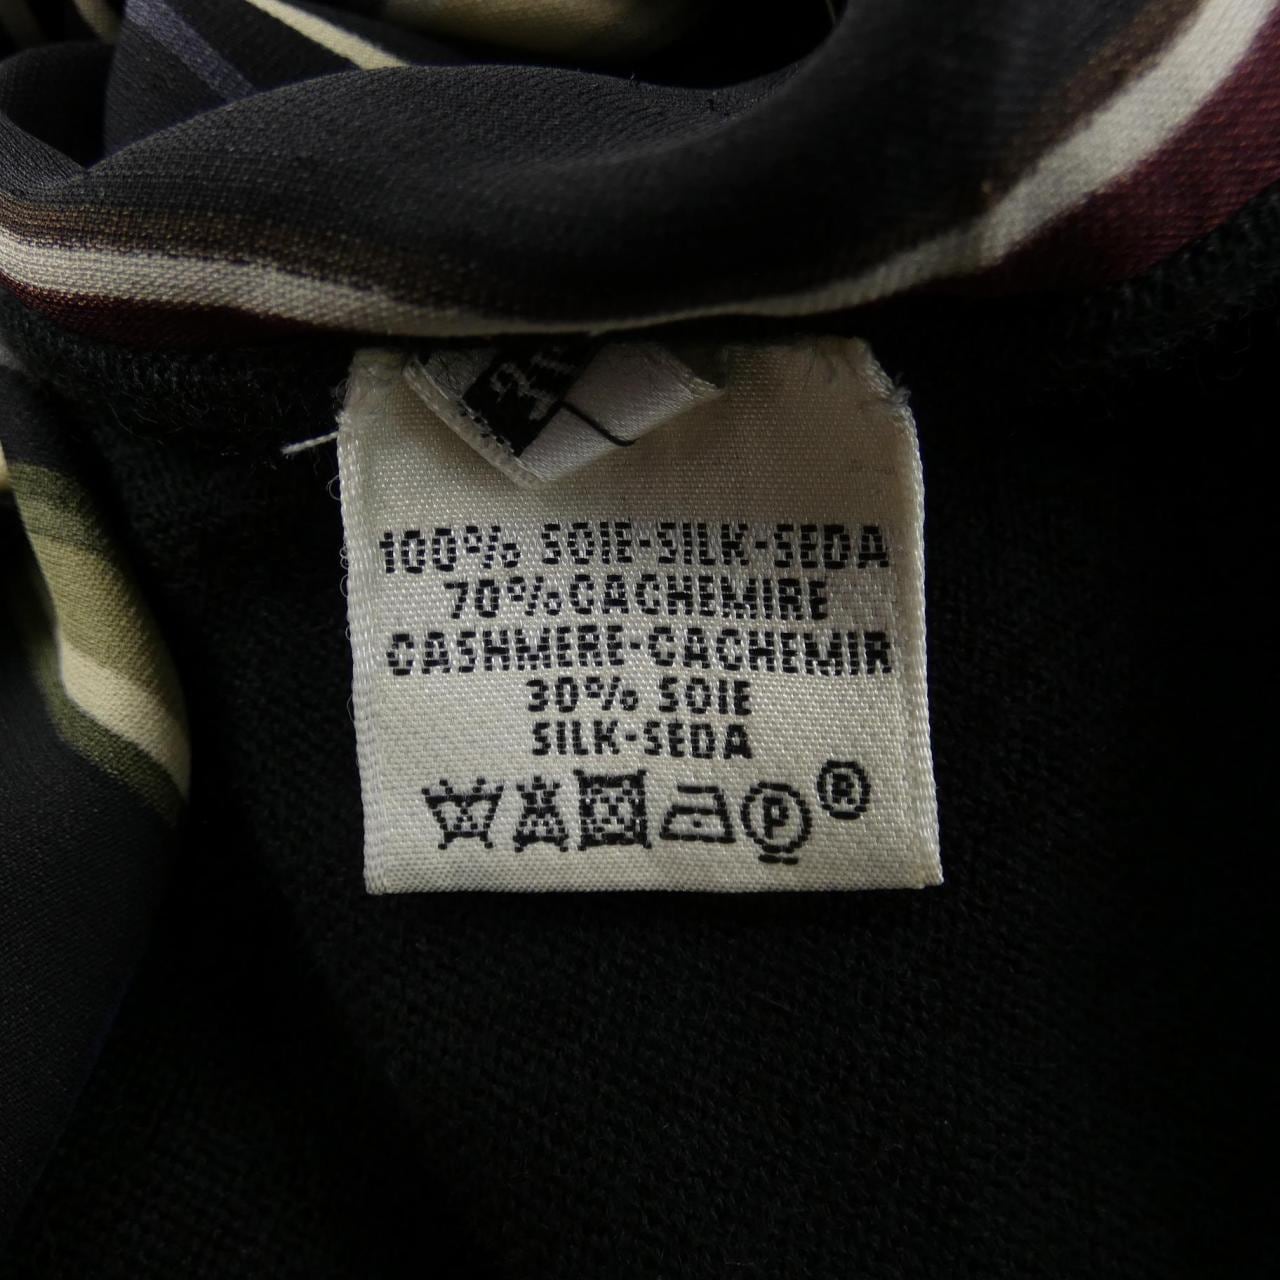 100% SOIE-SILK-SEDA
70%CACHEMIRE
CASHMERE-CACHEMIR
30% SOIE
SILK-SEDA
P ®